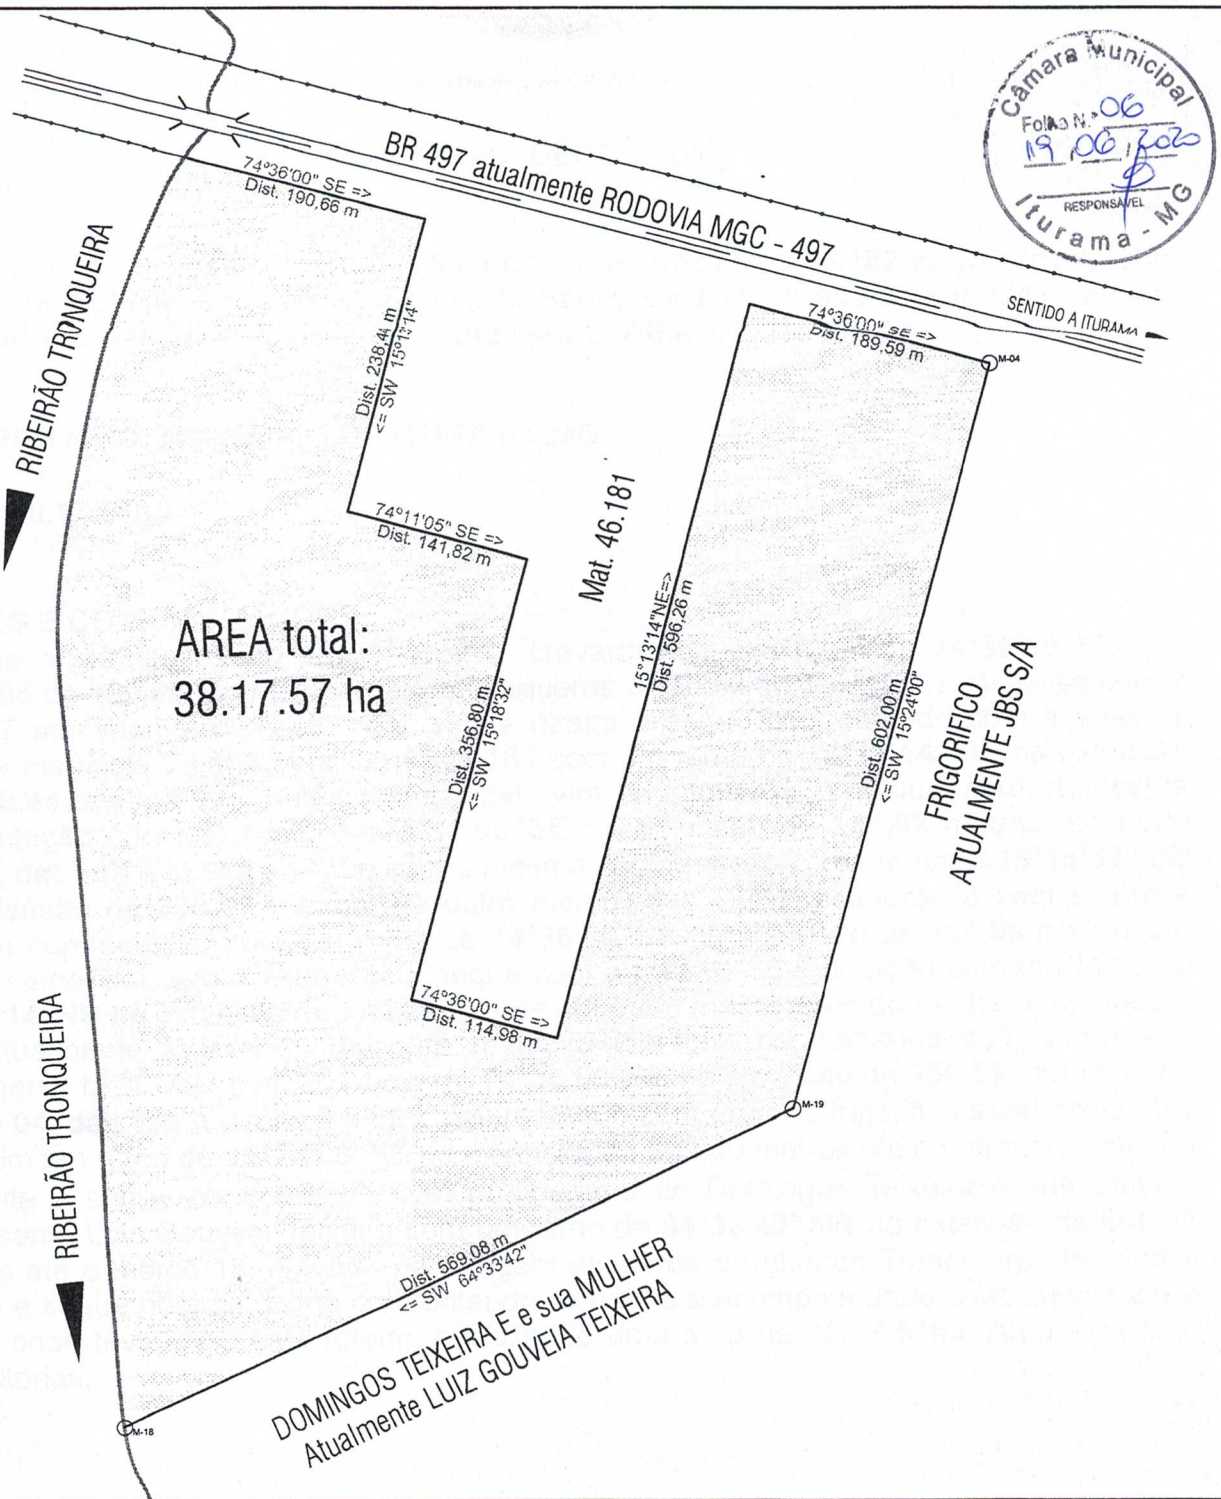 Câmara Municipal
Folha N.º 06
19 / 06 / 2020
RESPONSÁVEL
Iturama - MG
BR 497 atualmente RODOVIA MGC - 497
SENTIDO A ITURAMA
74°36'00" SE =>
Dist. 190,66 m
RIBEIRÃO TRONQUEIRA
Dist. 238,44 m
<= SW 15°13'14"
74°36'00" SE =>
Dist. 189,59 m
M-04
74°11'05" SE =>
Dist. 141,82 m
Mat. 46.181
AREA total:
38.17.57 ha
15°13'14"NE=>
Dist. 596,26 m
Dist. 356,80 m
<= SW 15°18'32"
Dist. 602,00 m
<= SW 15°24'00"
FRIGORIFICO
ATUALMENTE JBS S/A
74°36'00" SE =>
Dist. 114,98 m
RIBEIRÃO TRONQUEIRA
M-19
Dist. 569,08 m
<= SW 64°33'42"
DOMINGOS TEIXEIRA E e sua MULHER
Atualmente LUIZ GOUVEIA TEIXEIRA
M-18